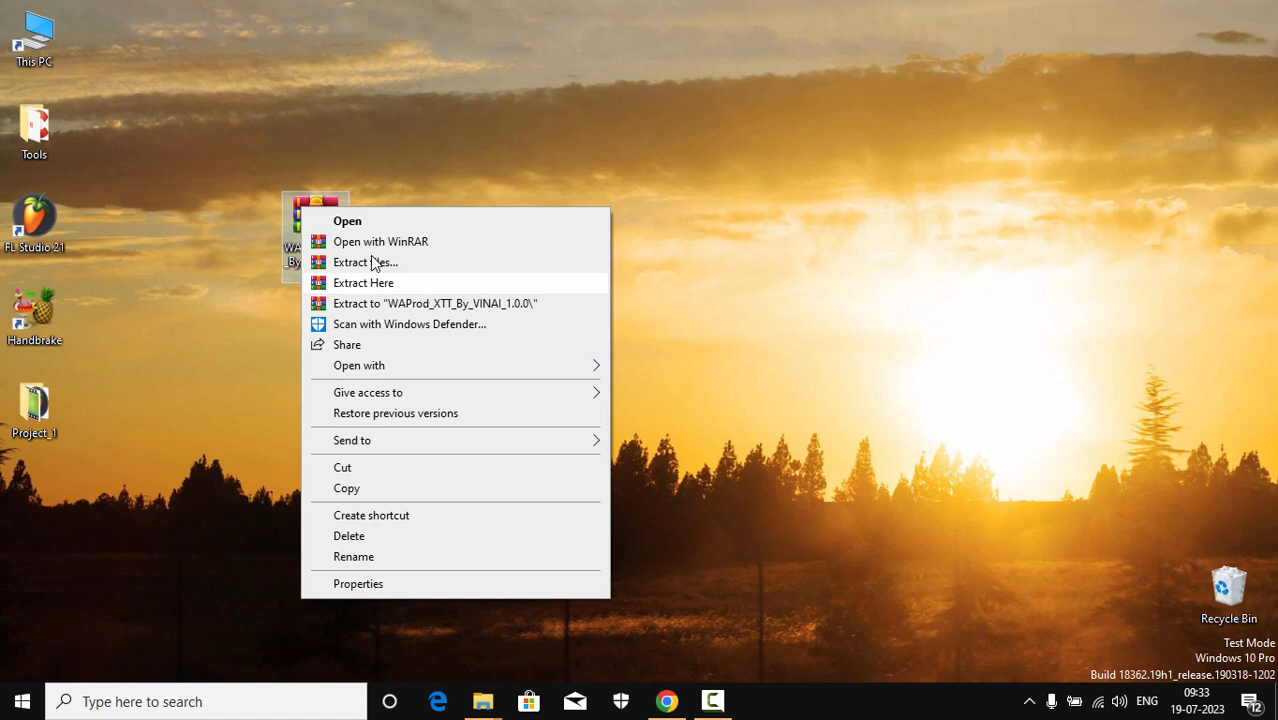 This PC
Tools
FL Studio 21
Handbrake
Project_1
Open
Open with WinRAR
Extract
Extract Here
Extract to "WAProd_XTT_By_VINAI_1.0.0\"
Scan with Windows Defender...
Share
Open with
Give access to
Restore previous versions
Send to
Cut
Copy
Create shortcut
Delete
Rename
Properties
Recycle Bin
Test Mode
Windows 10 Pro
Build 18362.19h1_release.190318-1202
Type here to search
ENG
09:33
19-07-2023
12